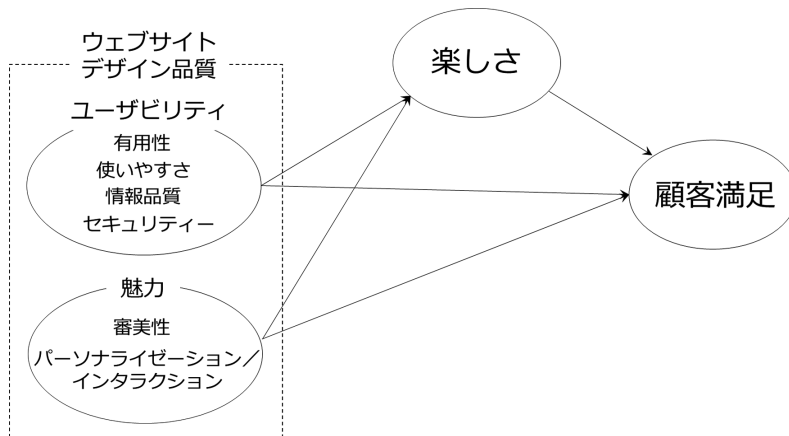 ウェブサイト
デザイン品質
ユーザビリティ
有用性
使いやすさ
情報品質
セキュリティー
魅力
審美性
パーソナライゼーション／
インタラクション
楽しさ
顧客満足